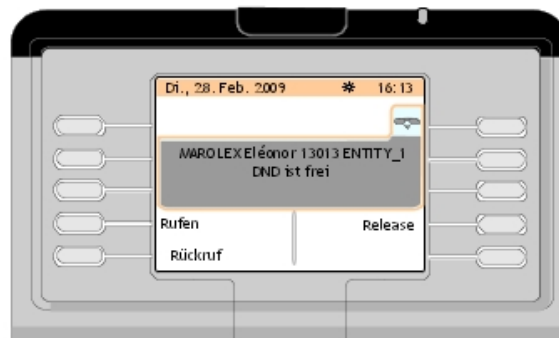 Di., 28. Feb. 2009 16:13
MAROLEX Eléonor 13013 ENTITY_1
DND ist frei
Rufen Release
Rückruf